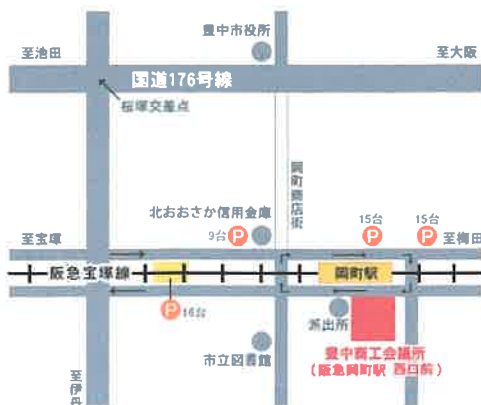 豊中市役所
至池田
至大阪
国道176号線
桜塚交差点
岡町商店街
北おおさか信用金庫
9台 P
15台
P
15台
P
至宝塚
至梅田
阪急宝塚線
岡町駅
P 16台
派出所
市立図書館
豊中商工会議所
(阪急岡町駅 西口前)
至伊丹